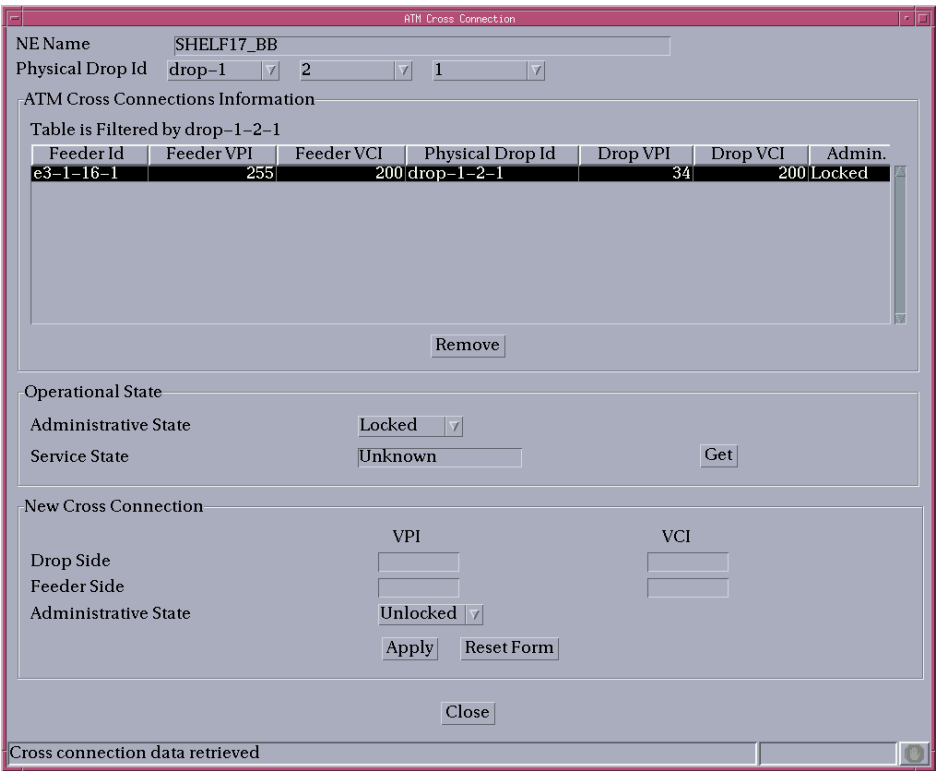 ATM Cross Connection
NE Name SHELF17_BB
Physical Drop Id drop-1 2 1
ATM Cross Connections Information
Table is Filtered by drop-1-2-1
Feeder Id Feeder VPI Feeder VCI Physical Drop Id Drop VPI Drop VCI Admin.
e3-1-16-1 255 200 drop-1-2-1 34 200 Locked
Remove
Operational State
Administrative State Locked
Service State Unknown Get
New Cross Connection
VPI VCI
Drop Side
Feeder Side
Administrative State Unlocked
Apply Reset Form
Close
Cross connection data retrieved